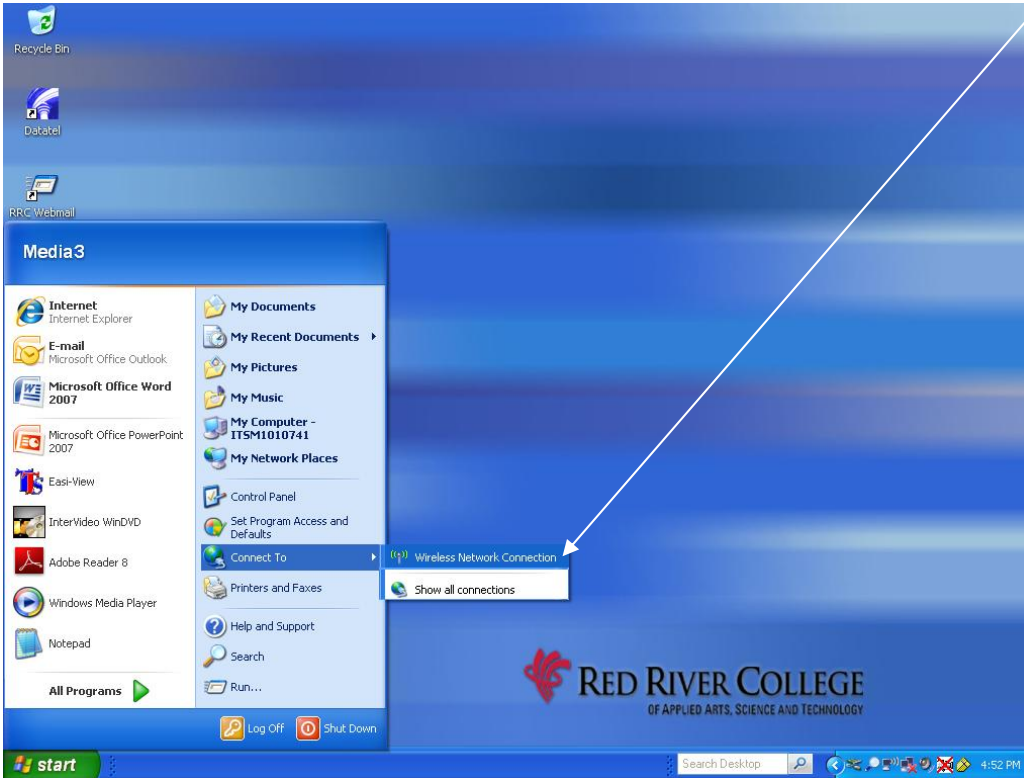 Recycle Bin
Datatel
RRC Webmail
Media3
Internet
Internet Explorer
E-mail
Microsoft Office Outlook
Microsoft Office Word
2007
Microsoft Office PowerPoint
2007
Easi-View
InterVideo WinDVD
Adobe Reader 8
Windows Media Player
Notepad
All Programs
My Documents
My Recent Documents
My Pictures
My Music
My Computer -
ITSM1010741
My Network Places
Control Panel
Set Program Access and
Defaults
Connect To
Printers and Faxes
Help and Support
Search
Run...
Wireless Network Connection
Show all connections
Log Off
Shut Down
RED RIVER COLLEGE
OF APPLIED ARTS, SCIENCE AND TECHNOLOGY
start
Search Desktop
4:52 PM